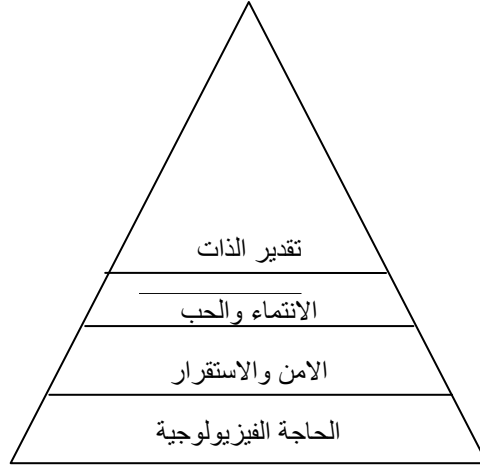 تقدير الذات
الانتماء والحب
الامن والاستقرار
الحاجة الفيزيولوجية